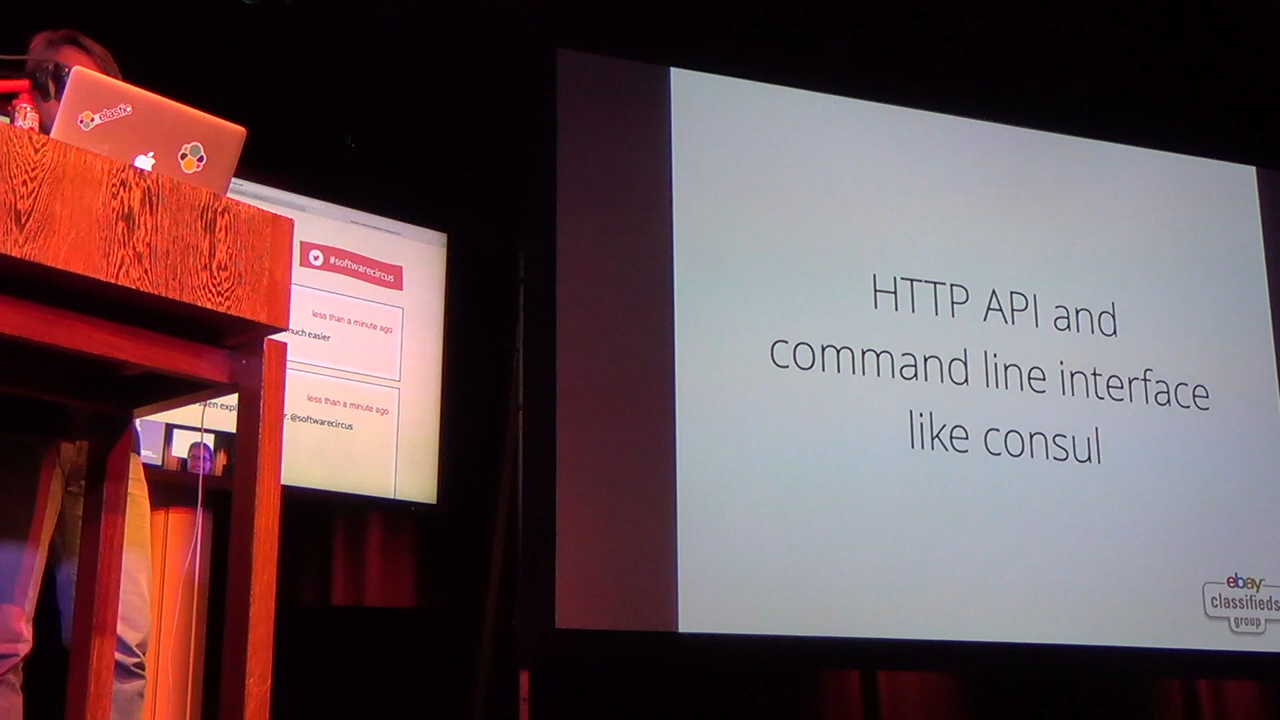 elastic
#softwarecircus
less than a minute ago
much easier
less than a minute ago
@softwarecircus
HTTP API and
command line interface
like consul
ebay
classifieds
group